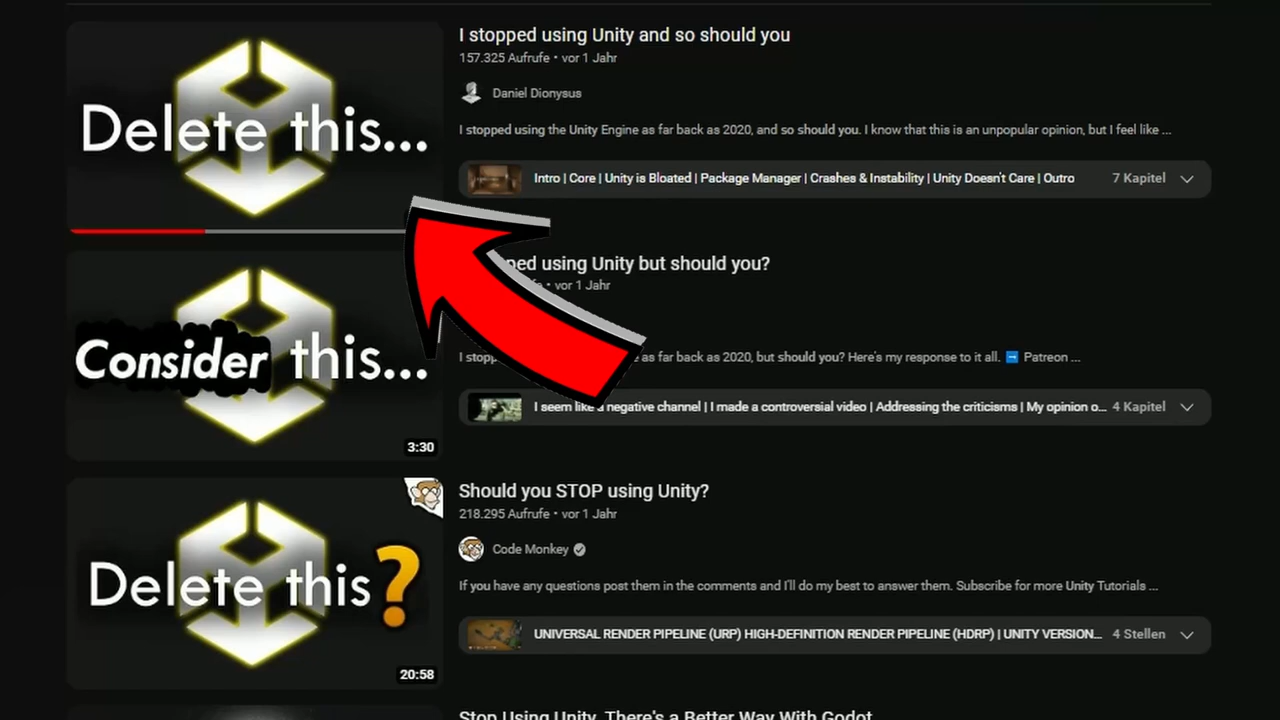 Delete this...
I stopped using Unity and so should you
157.325 Aufrufe • vor 1 Jahr
Daniel Dionysus
I stopped using the Unity Engine as far back as 2020, and so should you. I know that this is an unpopular opinion, but I feel like ...
Intro | Core | Unity is Bloated | Package Manager | Crashes & Instability | Unity Doesn't Care | Outro
7 Kapitel
Consider this...
3:30
using Unity but should you?
• vor 1 Jahr
I
as far back as 2020, but should you? Here's my response to it all. ➡ Patreon ...
I seem like a negative channel | I made a controversial video | Addressing the criticisms | My opinion o...
4 Kapitel
Delete this?
20:58
Should you STOP using Unity?
218.295 Aufrufe • vor 1 Jahr
Code Monkey
If you have any questions post them in the comments and I'll do my best to answer them. Subscribe for more Unity Tutorials ...
UNIVERSAL RENDER PIPELINE (URP) HIGH-DEFINITION RENDER PIPELINE (HDRP) | UNITY VERSION...
4 Stellen
Stop Using Unity. There's a Better Way With Godot